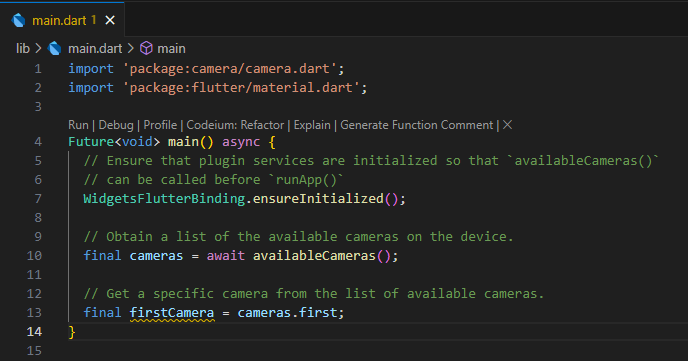 main.dart 1
lib > main.dart > main
1 import 'package:camera/camera.dart';
2 import 'package:flutter/material.dart';
3
Run | Debug | Profile | Codeium: Refactor | Explain | Generate Function Comment | X
4 Future<void> main() async {
5 // Ensure that plugin services are initialized so that `availableCameras()`
6 // can be called before `runApp()`
7 WidgetsFlutterBinding.ensureInitialized();
8
9 // Obtain a list of the available cameras on the device.
10 final cameras = await availableCameras();
11
12 // Get a specific camera from the list of available cameras.
13 final firstCamera = cameras.first;
14 }
15